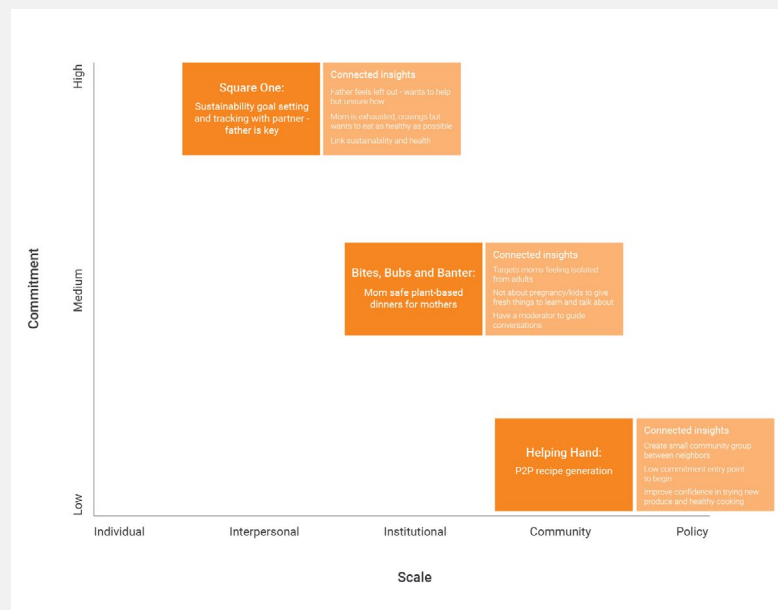 High
Square One:
Sustainability goal setting
and tracking with partner -
father is key
Connected insights
Father feels left out - wants to help
but unsure how
Mom is exhausted, cravings but
wants to eat as healthy as possible
Link sustainability and health
Commitment
Medium
Bites, Bubs and Banter:
Mom safe plant-based
dinners for mothers
Connected insights
Targets moms feeling isolated
from adults
Not about pregnancy/kids to give
fresh things to learn and talk about
Have a moderator to guide
conversations
Low
Helping Hand:
P2P recipe generation
Connected insights
Create small community group
between neighbors
Low commitment entry point
to begin
Improve confidence in trying new
produce and healthy cooking
Individual
Interpersonal
Institutional
Community
Policy
Scale